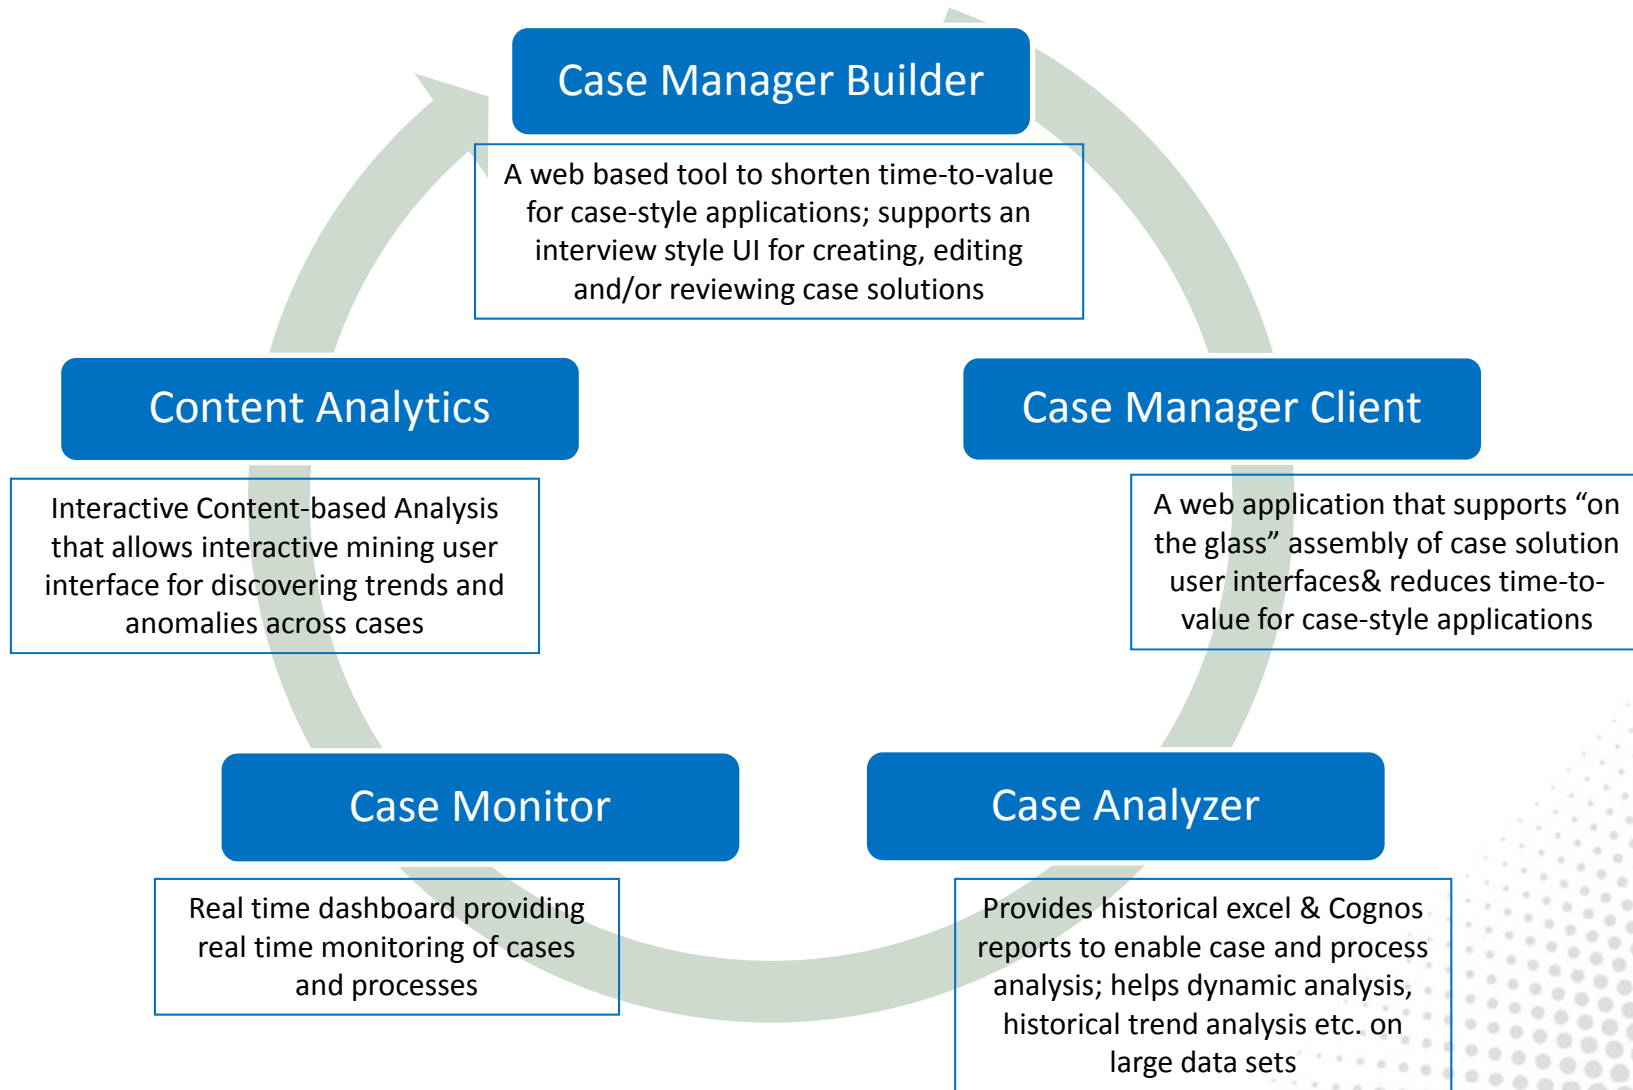 Case Manager Builder
A web based tool to shorten time-to-value
for case-style applications; supports an
interview style UI for creating, editing
and/or reviewing case solutions
Content Analytics
Interactive Content-based Analysis
that allows interactive mining user
interface for discovering trends and
anomalies across cases
Case Manager Client
A web application that supports “on
the glass” assembly of case solution
user interfaces& reduces time-to-
value for case-style applications
Case Monitor
Real time dashboard providing
real time monitoring of cases
and processes
Case Analyzer
Provides historical excel & Cognos
reports to enable case and process
analysis; helps dynamic analysis,
historical trend analysis etc. on
large data sets